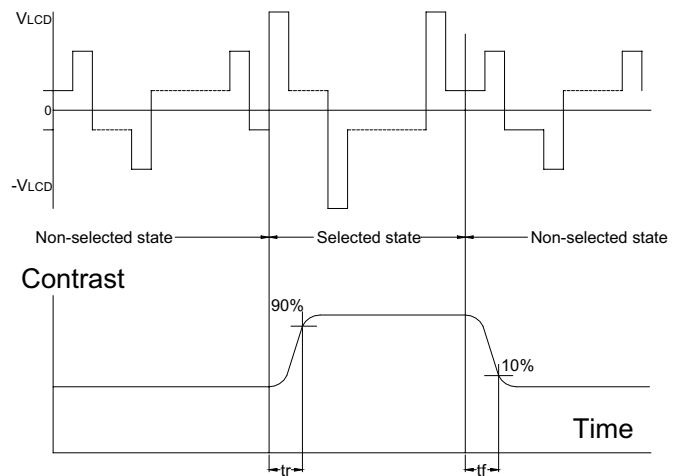 VLCD
0
-VLCD
Non-selected state Selected state Non-selected state
Contrast
90%
10%
Time
tr tf